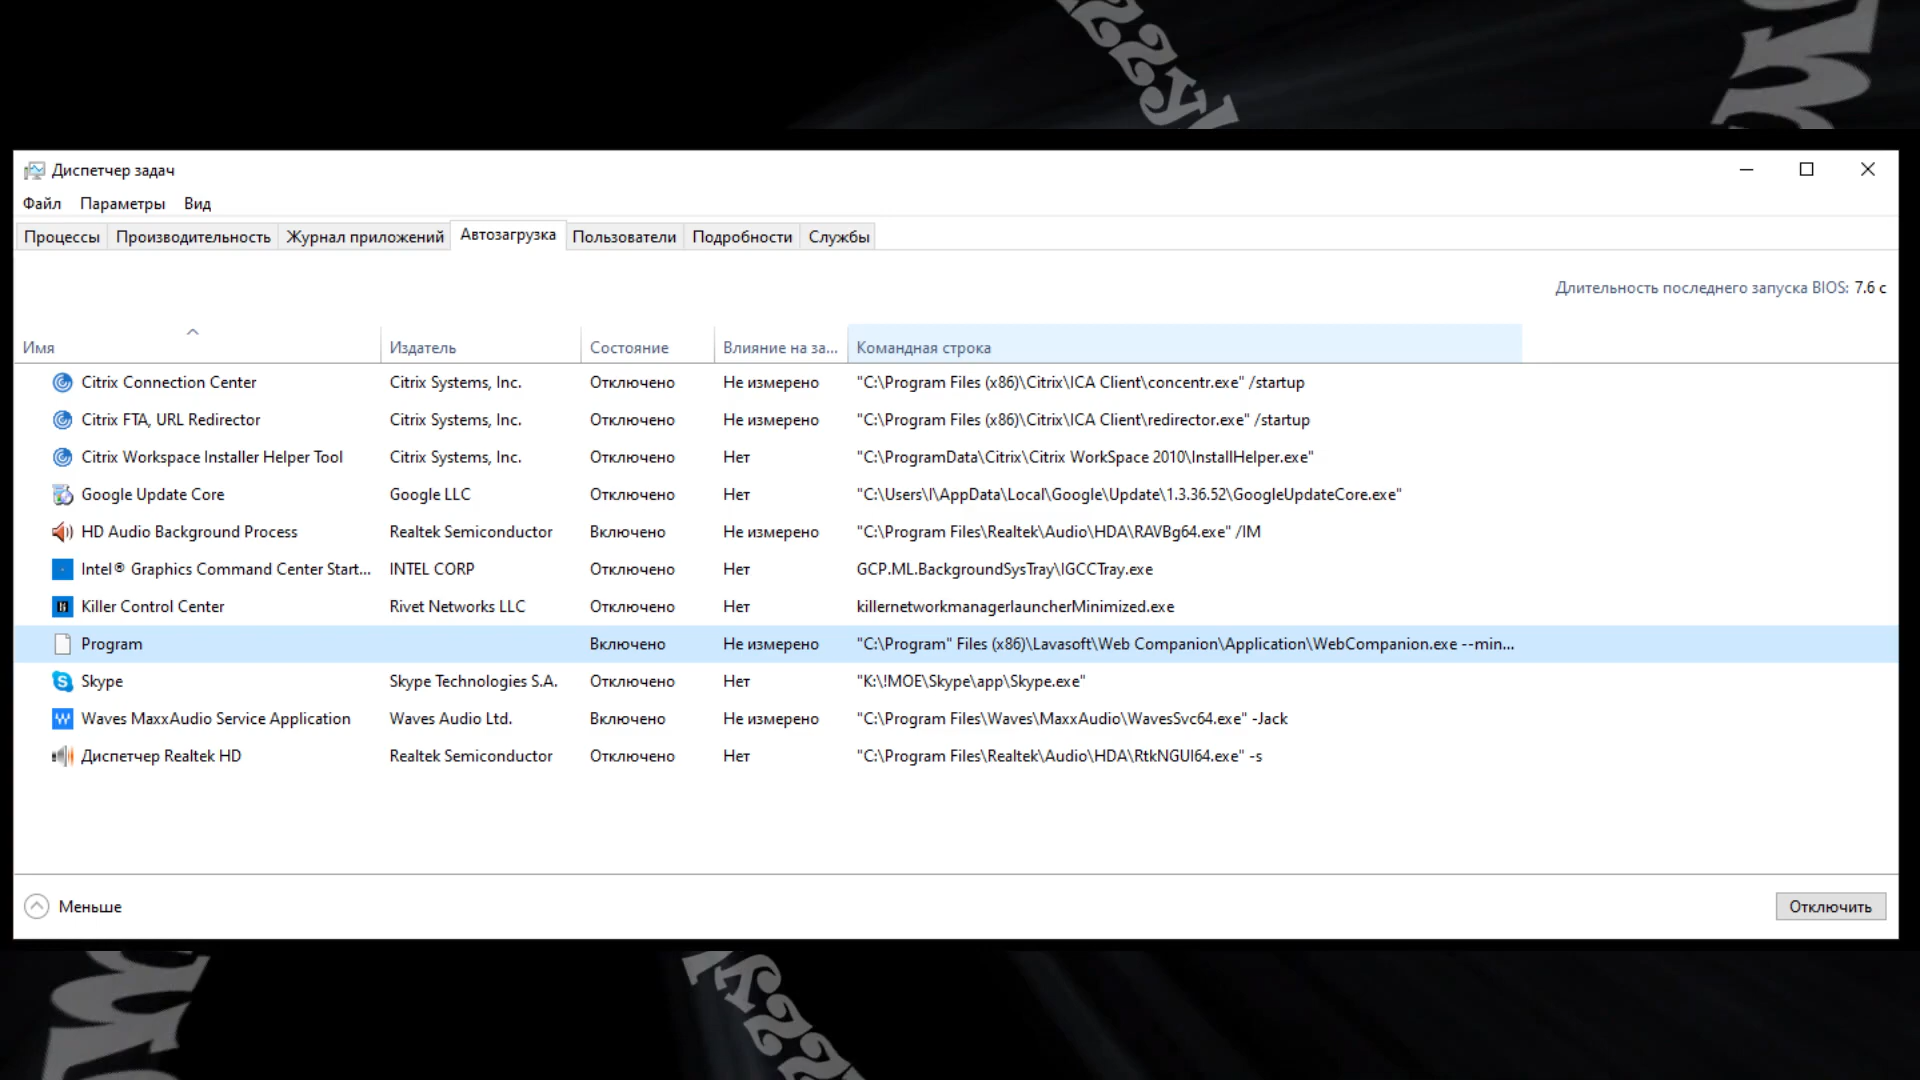 Диспетчер задач
Файл Параметры Вид
Процессы Производительность Журнал приложений Автозагрузка Пользователи Подробности Службы
Длительность последнего запуска BIOS: 7.6 с
Имя Издатель Состояние Влияние на за... Командная строка
Citrix Connection Center Citrix Systems, Inc. Отключено Не измерено "C:\Program Files (x86)\Citrix\ICA Client\concentr.exe" /startup
Citrix FTA, URL Redirector Citrix Systems, Inc. Отключено Не измерено "C:\Program Files (x86)\Citrix\ICA Client\redirector.exe" /startup
Citrix Workspace Installer Helper Tool Citrix Systems, Inc. Отключено Нет "C:\ProgramData\Citrix\Citrix WorkSpace 2010\InstallHelper.exe"
Google Update Core Google LLC Отключено Нет "C:\Users\I\AppData\Local\Google\Update\1.3.36.52\GoogleUpdateCore.exe"
HD Audio Background Process Realtek Semiconductor Включено Не измерено "C:\Program Files\Realtek\Audio\HDA\RAVBg64.exe" /IM
Intel® Graphics Command Center Start... INTEL CORP Отключено Нет GCP.ML.BackgroundSysTray\IGCCTray.exe
Killer Control Center Rivet Networks LLC Отключено Нет killernetworkmanagerlauncherMinimized.exe
Program Включено Не измерено "C:\Program" Files (x86)\Lavasoft\Web Companion\Application\WebCompanion.exe --min...
Skype Skype Technologies S.A. Отключено Нет "K:\!MOE\Skype\app\Skype.exe"
Waves MaxxAudio Service Application Waves Audio Ltd. Включено Не измерено "C:\Program Files\Waves\MaxxAudio\WavesSvc64.exe" -Jack
Диспетчер Realtek HD Realtek Semiconductor Отключено Нет "C:\Program Files\Realtek\Audio\HDA\RtkNGUI64.exe" -s
Меньше Отключить